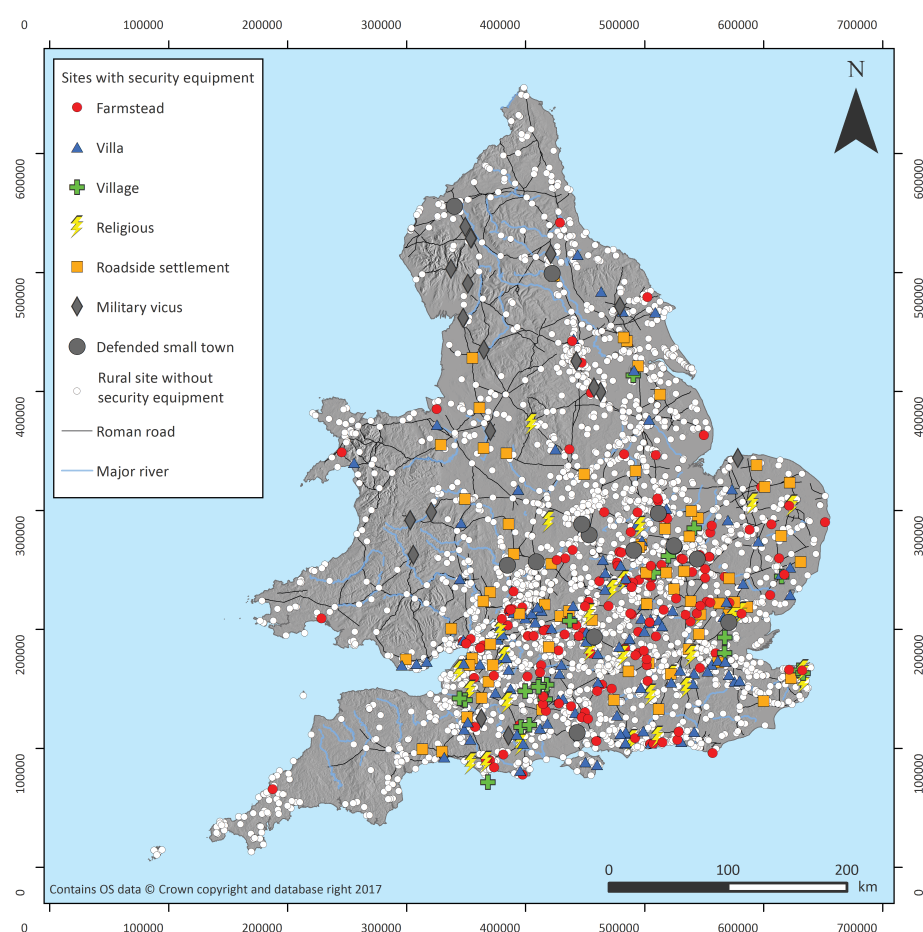 0 100000 200000 300000 400000 500000 600000 700000
Sites with security equipment
Farmstead
Villa
Village
Religious
Roadside settlement
Military vicus
Defended small town
Rural site without
security equipment
Roman road
Major river
N
600000
500000
400000
300000
200000
100000
0
600000
500000
400000
300000
200000
100000
0
0 100 200
km
Contains OS data © Crown copyright and database right 2017
0 100000 200000 300000 400000 500000 600000 700000